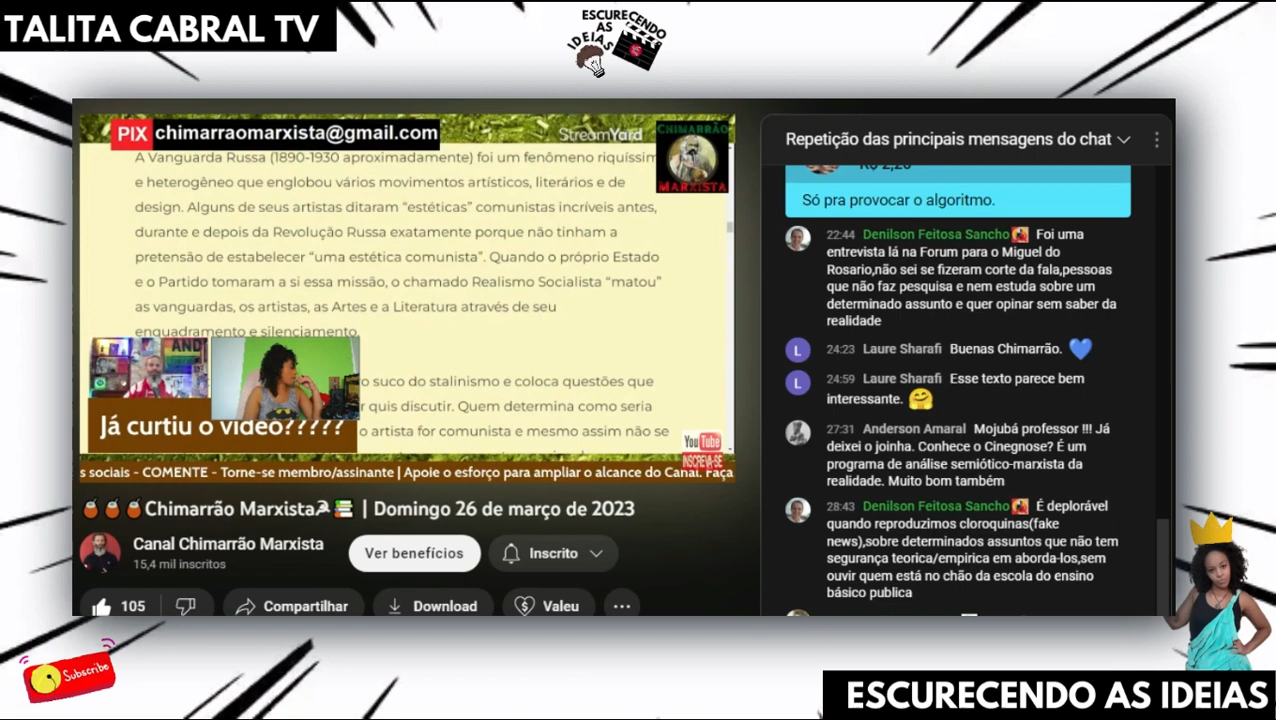 TALITA CABRAL TV
ESCURECENDO
AS
IDEIAS
PIX chimarraomarxista@gmail.com
StreamYard
CHIMARRÃO
MARXISTA
A Vanguarda Russa (1890-1930 aproximadamente) foi um fenômeno riquíssim
e heterogêneo que englobou vários movimentos artísticos, literários e de
design. Alguns de seus artistas ditaram “estéticas” comunistas incríveis antes,
durante e depois da Revolução Russa exatamente porque não tinham a
pretensão de estabelecer “uma estética comunista”. Quando o próprio Estado
e o Partido tomaram a si essa missão, o chamado Realismo Socialista “matou”
as vanguardas, os artistas, as Artes e a Literatura através de seu
enquadramento e silenciamento.
o suco do stalinismo e coloca questões que
r quis discutir. Quem determina como seria
o artista for comunista e mesmo assim não se
Já curtiu o vídeo?????
YouTube
INSCREVA-SE
s sociais - COMENTE - Torne-se membro/assinante | Apoie o esforço para ampliar o alcance do Canal. Faça
Chimarrão Marxista | Domingo 26 de março de 2023
Canal Chimarrão Marxista
15,4 mil inscritos
Ver benefícios
Inscrito
105
Compartilhar
Download
Valeu
Repetição das principais mensagens do chat
R$ 2,20
Só pra provocar o algoritmo.
22:44 Denilson Feitosa Sancho Foi uma
entrevista lá na Forum para o Miguel do
Rosario,não sei se fizeram corte da fala,pessoas
que não faz pesquisa e nem estuda sobre um
determinado assunto e quer opinar sem saber da
realidade
L 24:23 Laure Sharafi Buenas Chimarrão. 💙
L 24:59 Laure Sharafi Esse texto parece bem
interessante. 🤗
27:31 Anderson Amaral Mojubá professor !!! Já
deixei o joinha. Conhece o Cinegnose? É um
programa de análise semiótico-marxista da
realidade. Muito bom também
28:43 Denilson Feitosa Sancho É deplorável
quando reproduzimos cloroquinas(fake
news),sobre determinados assuntos que não tem
segurança teorica/empirica em aborda-los,sem
ouvir quem está no chão da escola do ensino
básico publica
Subscribe
ESCURECENDO AS IDEIAS